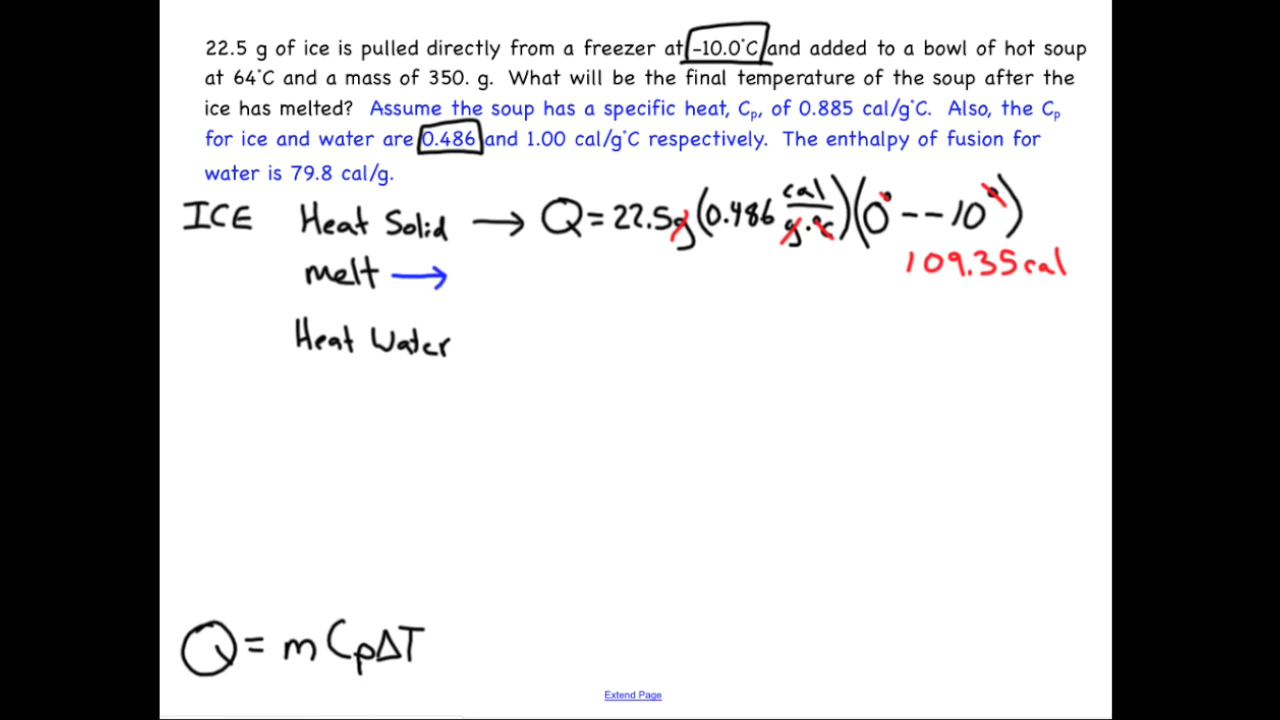 22.5 g of ice is pulled directly from a freezer at -10.0°C and added to a bowl of hot soup
at 64°C and a mass of 350. g. What will be the final temperature of the soup after the
ice has melted? Assume the soup has a specific heat, Cₚ, of 0.885 cal/g°C. Also, the Cₚ
for ice and water are 0.486 and 1.00 cal/g°C respectively. The enthalpy of fusion for
water is 79.8 cal/g.
ICE Heat Solid → Q = 22.5g (0.486 cal/g·°C)(0° - -10°)
109.35 cal
melt →
Heat Water
Q = m CpΔT
Extend Page